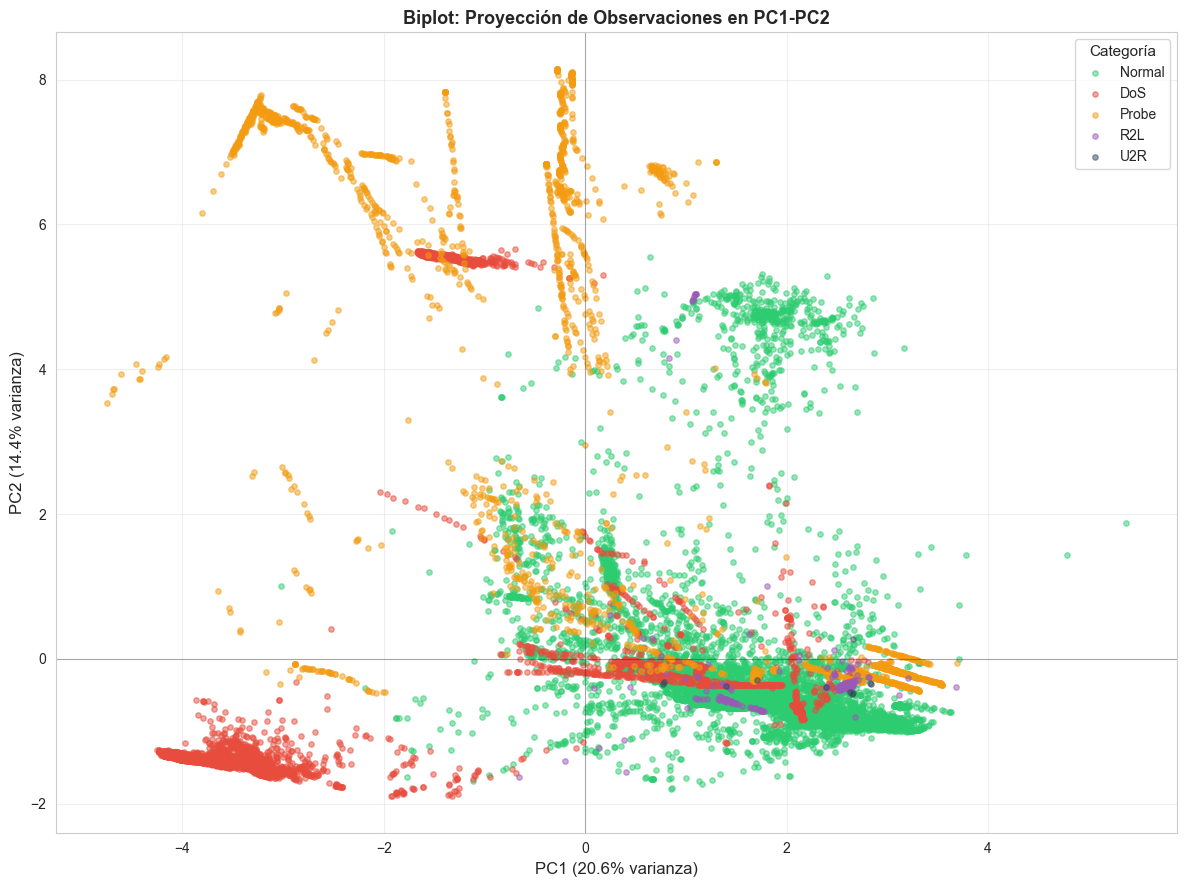 Biplot: Proyección de Observaciones en PC1-PC2
Categoría
Normal
DoS
Probe
R2L
U2R
PC2 (14.4% varianza)
8
6
4
2
0
−2
−4
−2
0
2
4
PC1 (20.6% varianza)